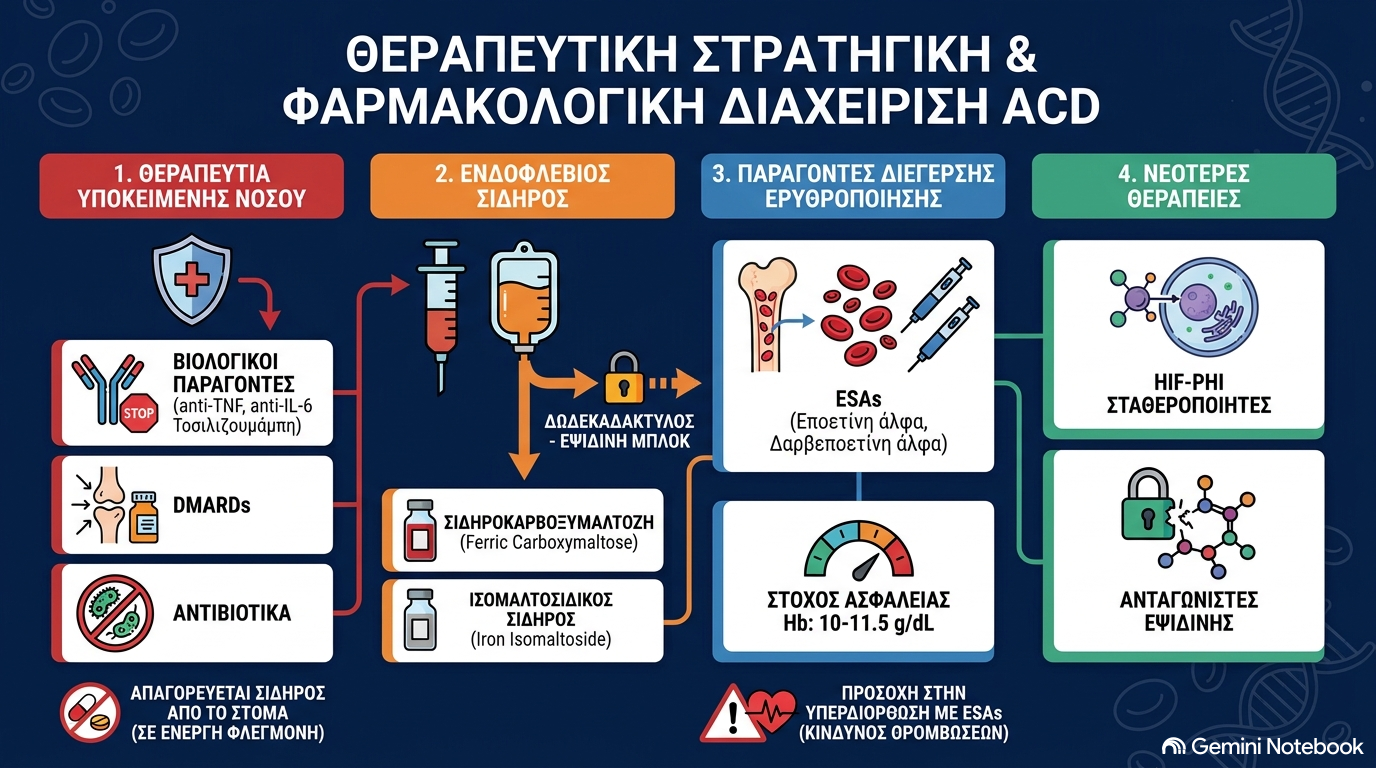 ΘΕΡΑΠΕΥΤΙΚΗ ΣΤΡΑΤΗΓΙΚΗ &
ΦΑΡΜΑΚΟΛΟΓΙΚΗ ΔΙΑΧΕΙΡΙΣΗ ACD
1. ΘΕΡΑΠΕΥΤΙΑ
ΥΠΟΚΕΙΜΕΝΗΣ ΝΟΣΟΥ
ΒΙΟΛΟΓΙΚΟΙ
ΠΑΡΑΓΟΝΤΕΣ
(anti-TNF, anti-IL-6
Τοσιλιζουμάμπη)
STOP
DMARDs
ΑΝΤΙΒΙΟΤΙΚΑ
ΑΠΑΓΟΡΕΥΕΤΑΙ ΣΙΔΗΡΟΣ
ΑΠΟ ΤΟ ΣΤΟΜΑ
(ΣΕ ΕΝΕΡΓΗ ΦΛΕΓΜΟΝΗ)
2. ΕΝΔΟΦΛΕΒΙΟΣ
ΣΙΔΗΡΟΣ
ΔΩΔΕΚΑΔΑΚΤΥΛΟΣ
- ΕΨΙΔΙΝΗ ΜΠΛΟΚ
ΣΙΔΗΡΟΚΑΡΒΟΞΥΜΑΛΤΟΖΗ
(Ferric Carboxymaltose)
ΙΣΟΜΑΛΤΟΣΙΔΙΚΟΣ
ΣΙΔΗΡΟΣ
(Iron Isomaltoside)
3. ΠΑΡΑΓΟΝΤΕΣ ΔΙΕΓΕΡΣΗΣ
ΕΡΥΘΡΟΠΟΙΗΣΗΣ
ESAs
(Εποετίνη άλφα,
Δαρβεποετίνη άλφα)
ΣΤΟΧΟΣ ΑΣΦΑΛΕΙΑΣ
Hb: 10-11.5 g/dL
ΠΡΟΣΟΧΗ ΣΤΗΝ
ΥΠΕΡΔΙΟΡΘΩΣΗ ΜΕ ESAs
(ΚΙΝΔΥΝΟΣ ΘΡΟΜΒΩΣΕΩΝ)
4. ΝΕΟΤΕΡΕΣ
ΘΕΡΑΠΕΙΕΣ
HIF-PHI
ΣΤΑΘΕΡΟΠΟΙΗΤΕΣ
ΑΝΤΑΓΩΝΙΣΤΕΣ
ΕΨΙΔΙΝΗΣ
Gemini Notebook